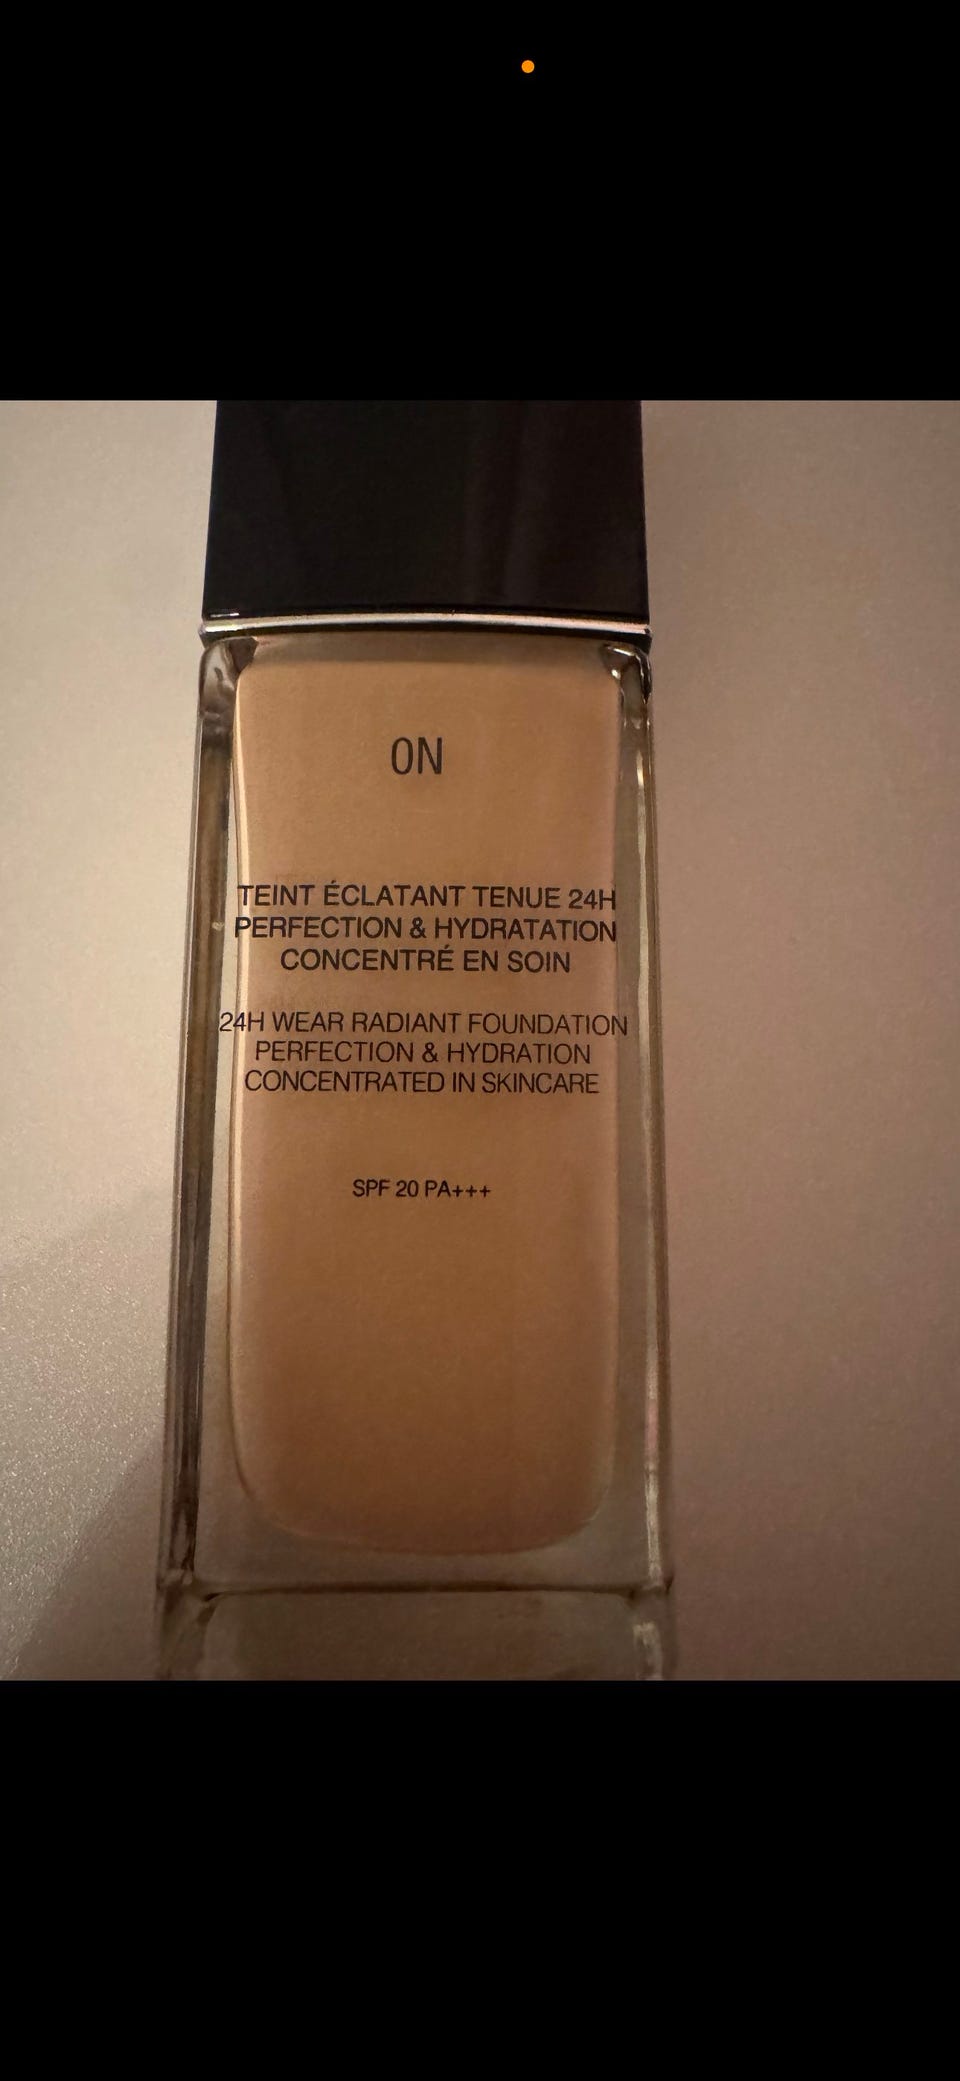 0N
TEINT ÉCLATANT TENUE 24H
PERFECTION & HYDRATATION
CONCENTRÉ EN SOIN
24H WEAR RADIANT FOUNDATION
PERFECTION & HYDRATION
CONCENTRATED IN SKINCARE
SPF 20 PA+++